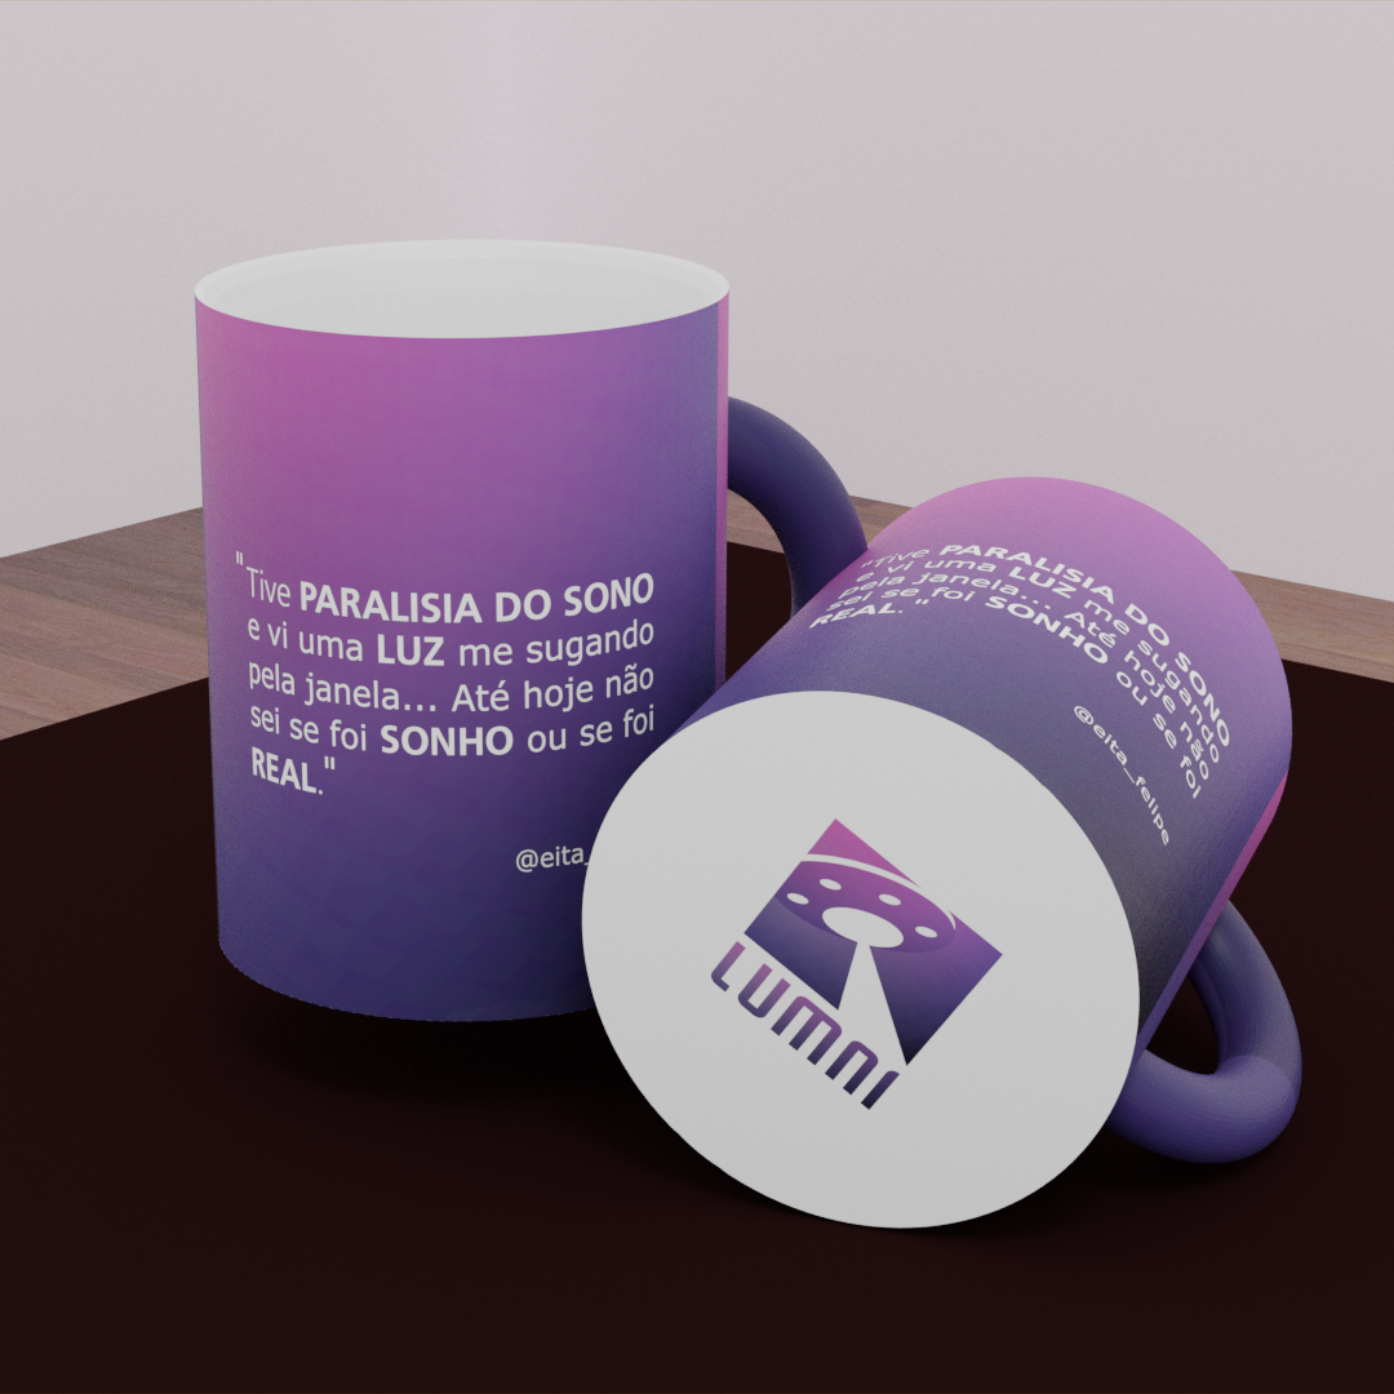 "Tive PARALISIA DO SONO
e vi uma LUZ me sugando
pela janela... Até hoje não
sei se foi SONHO ou se foi
REAL."
@eita_
"Tive PARALISIA DO SONO
e vi uma LUZ me sugando
pela janela... Até hoje não
sei se foi SONHO ou se foi
REAL. "
@eita_felipe
LUMNI